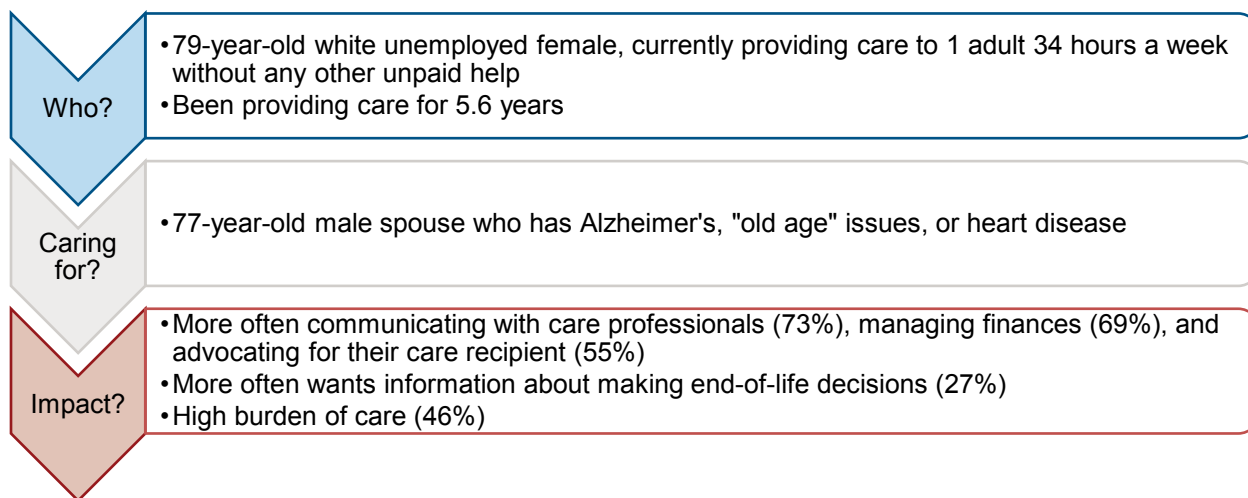 Who?
•79-year-old white unemployed female, currently providing care to 1 adult 34 hours a week
without any other unpaid help
•Been providing care for 5.6 years
Caring
for?
•77-year-old male spouse who has Alzheimer's, "old age" issues, or heart disease
Impact?
•More often communicating with care professionals (73%), managing finances (69%), and
advocating for their care recipient (55%)
•More often wants information about making end-of-life decisions (27%)
•High burden of care (46%)